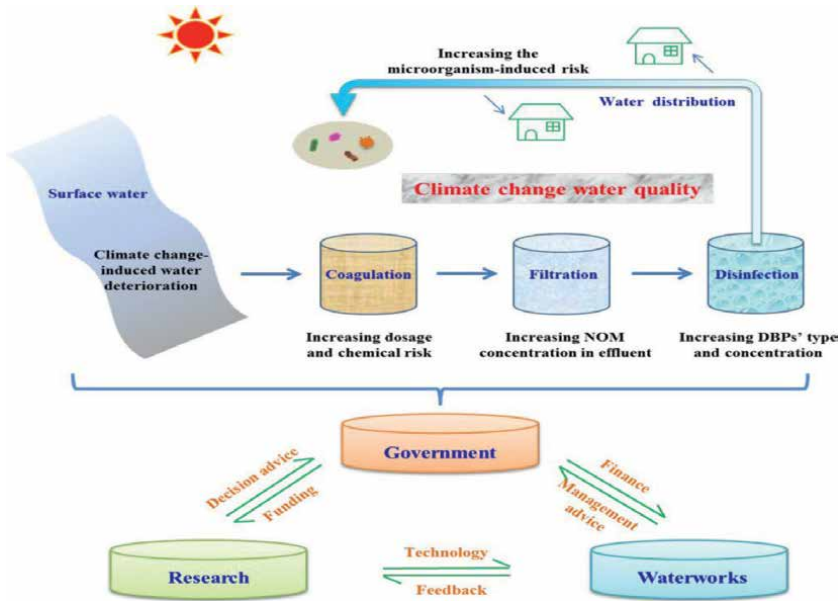 Increasing the
microorganism-induced risk
Water distribution
Surface water
Climate change water quality
Climate change-
induced water
deterioration
Coagulation
Filtration
Disinfection
Increasing dosage
and chemical risk
Increasing NOM
concentration in effluent
Increasing DBPs' types
and concentration
Government
Decision advice
Funding
Finance
Management
advice
Technology
Feedback
Research
Waterworks